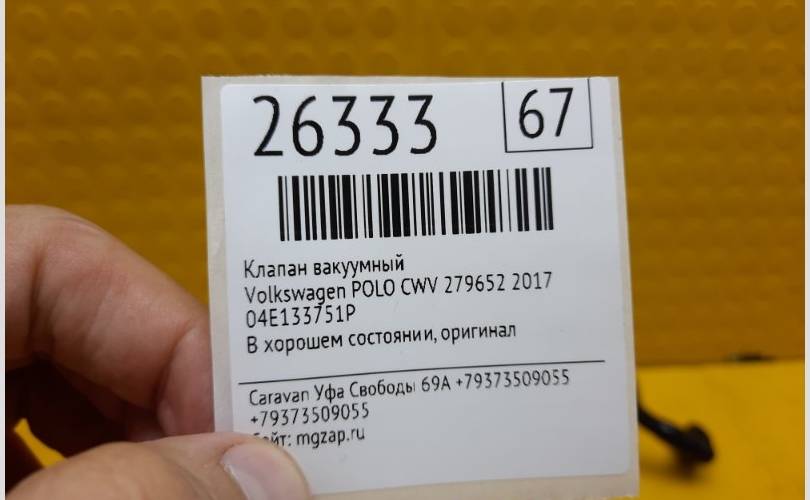 26333
67
Клапан вакуумный
Volkswagen POLO CWV 279652 2017
04E133751P
В хорошем состоянии, оригинал
Caravan Уфа Свободы 69А +79373509055
+79373509055
mgzap.ru